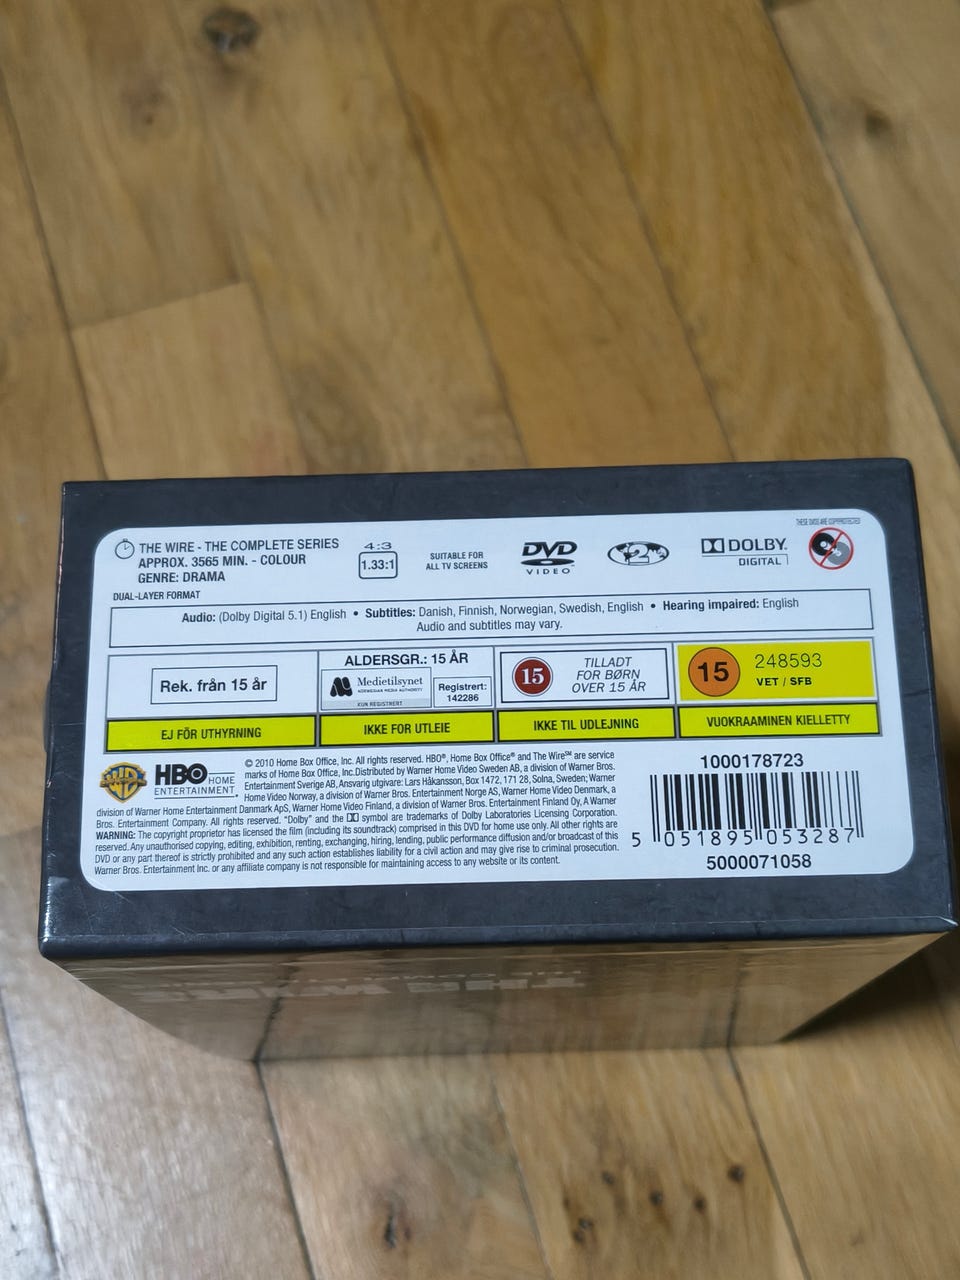 THE WIRE - THE COMPLETE SERIES
APPROX. 3565 MIN. - COLOUR
GENRE: DRAMA
4:3
1.33:1
SUITABLE FOR
ALL TV SCREENS
DVD
VIDEO
2
DOLBY
DIGITAL
THESE DVDS ARE COPYPROTECTED
DUAL-LAYER FORMAT
Audio: (Dolby Digital 5.1) English • Subtitles: Danish, Finnish, Norwegian, Swedish, English • Hearing impaired: English
Audio and subtitles may vary.
Rek. från 15 år
ALDERSGR.: 15 ÅR
Medietilsynet
NORWEGIAN MEDIA AUTHORITY
KUN REGISTRERT
Registrert:
142286
15
TILLADT
FOR BØRN
OVER 15 ÅR
15
248593
VET / SFB
EJ FÖR UTHYRNING
IKKE FOR UTLEIE
IKKE TIL UDLEJNING
VUOKRAAMINEN KIELLETTY
WB
HBO HOME
ENTERTAINMENT
© 2010 Home Box Office, Inc. All rights reserved. HBO®, Home Box Office® and The Wire℠ are service
marks of Home Box Office, Inc.Distributed by Warner Home Video Sweden AB, a division of Warner Bros.
Entertainment Sverige AB, Ansvarig utgivare: Lars Håkansson, Box 1472, 171 28, Solna, Sweden; Warner
Home Video Norway, a division of Warner Bros. Entertainment Norge AS, Warner Home Video Denmark, a
division of Warner Home Entertainment Danmark ApS, Warner Home Video Finland, a division of Warner Bros. Entertainment Finland Oy, A Warner
Bros. Entertainment Company. All rights reserved. "Dolby" and the DD symbol are trademarks of Dolby Laboratories Licensing Corporation.
WARNING: The copyright proprietor has licensed the film (including its soundtrack) comprised in this DVD for home use only. All other rights are
reserved. Any unauthorised copying, editing, exhibition, renting, exchanging, hiring, lending, public performance diffusion and/or broadcast of this
DVD or any part thereof is strictly prohibited and any such action establishes liability for a civil action and may give rise to criminal prosecution.
Warner Bros. Entertainment Inc. or any affiliate company is not responsible for maintaining access to any website or its content.
1000178723
5 051895 053287
5000071058
THE WIRE